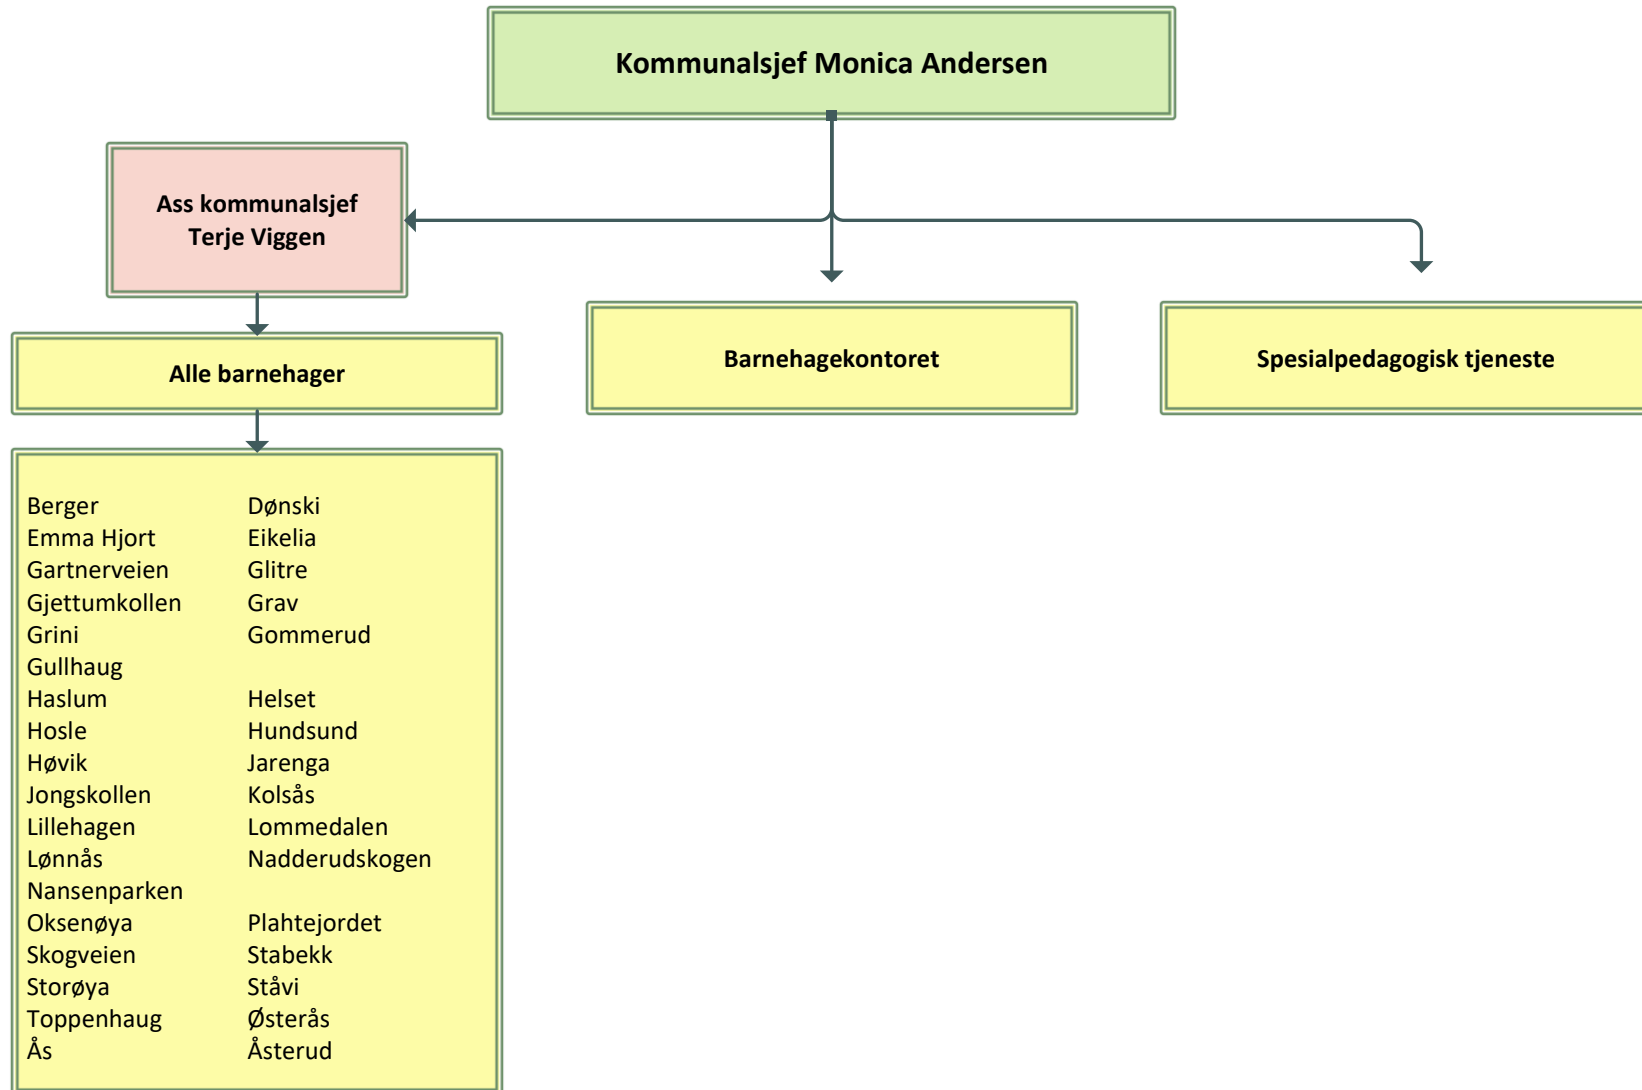 Kommunalsjef Monica Andersen
Ass kommunalsjef
Terje Viggen
Alle barnehager
Barnehagekontoret
Spesialpedagogisk tjeneste
Berger Dønski
Emma Hjort Eikelia
Gartnerveien Glitre
Gjettumkollen Grav
Grini Gommerud
Gullhaug
Haslum Helset
Hosle Hundsund
Høvik Jarenga
Jongskollen Kolsås
Lillehagen Lommedalen
Lønnås Nadderudskogen
Nansenparken
Oksenøya Plahtejordet
Skogveien Stabekk
Storøya Ståvi
Toppenhaug Østerås
Ås Åsterud